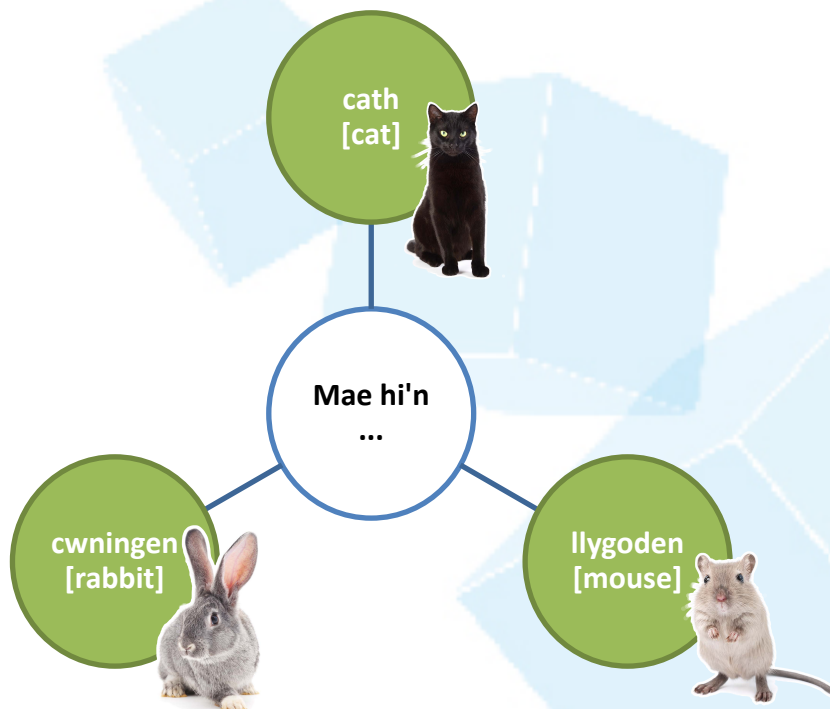 cath
[cat]
Mae hi'n
...
cwningen
[rabbit]
llygoden
[mouse]